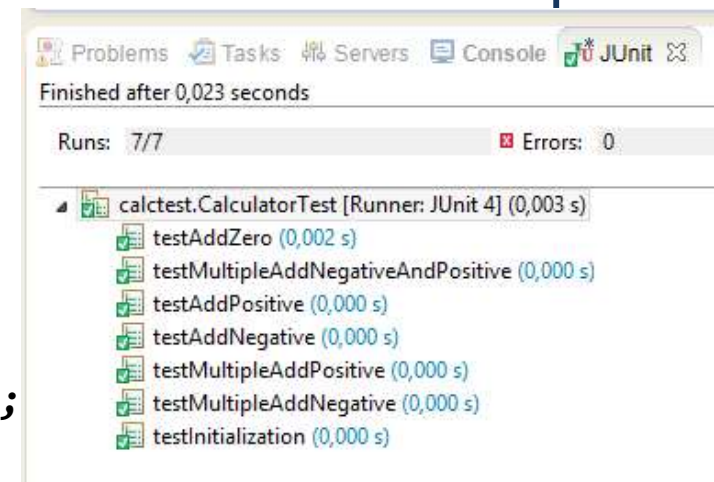 Problems Tasks Servers Console JUnit
Finished after 0,023 seconds
Runs: 7/7 Errors: 0
calctest.CalculatorTest [Runner: JUnit 4] (0,003 s)
testAddZero (0,002 s)
testMultipleAddNegativeAndPositive (0,000 s)
testAddPositive (0,000 s)
testAddNegative (0,000 s)
testMultipleAddPositive (0,000 s)
; testMultipleAddNegative (0,000 s)
testInitialization (0,000 s)